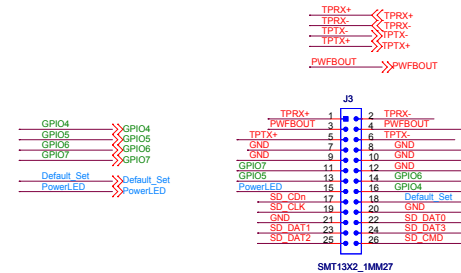 TPRX+ TPRX+
TPRX- TPRX-
TPTX- TPTX-
TPTX+ TPTX+
PWFBOUT PWFBOUT
J3
GPIO4 GPIO4
GPIO5 GPIO5
GPIO6 GPIO6
GPIO7 GPIO7
Default_Set Default_Set
PowerLED PowerLED
TPRX+ 1 2 TPRX-
PWFBOUT 3 4 PWFBOUT
TPTX+ 5 6 TPTX-
GND 7 8 GND
GND 9 10 GND
GPIO7 11 12 GND
GPIO5 13 14 GPIO6
PowerLED 15 16 GPIO4
SD_CDn 17 18 Default_Set
SD_CLK 19 20 GND
GND 21 22 SD_DAT0
SD_DAT1 23 24 SD_DAT3
SD_DAT2 25 26 SD_CMD
SMT13X2_1MM27